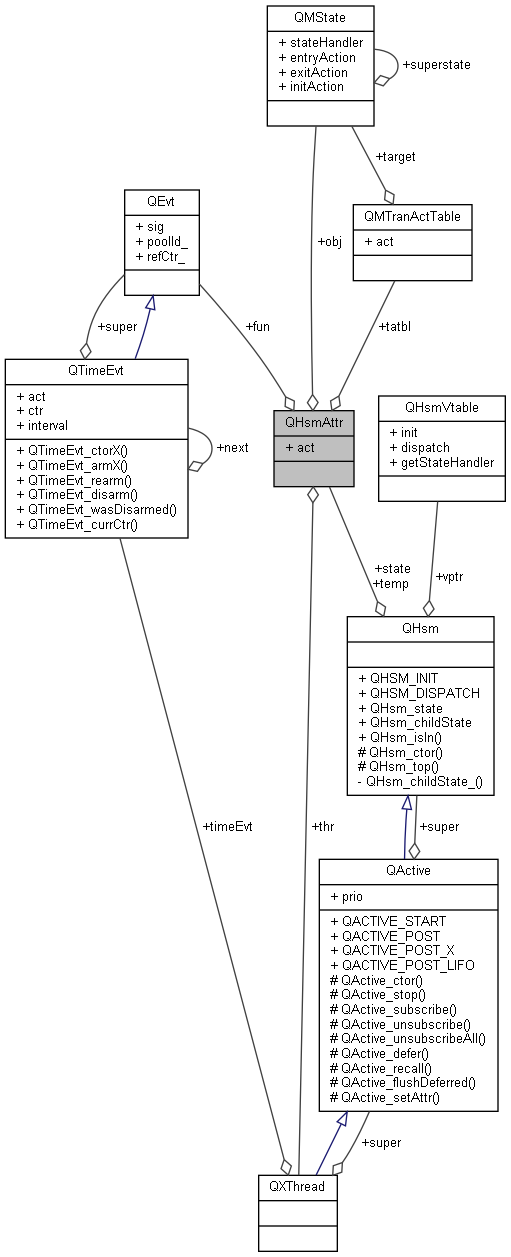 QMState
+ stateHandler
+ entryAction
+ exitAction
+ initAction
+superstate
+target
QEvt
+ sig
+ poolId_
+ refCtr_
QMTranActTable
+ act
+obj
+super
+fun
+tatbl
QTimeEvt
+ act
+ ctr
+ interval
+ QTimeEvt_ctorX()
+ QTimeEvt_armX()
+ QTimeEvt_rearm()
+ QTimeEvt_disarm()
+ QTimeEvt_wasDisarmed()
+ QTimeEvt_currCtr()
+next
QHsmAttr
+ act
QHsmVtable
+ init
+ dispatch
+ getStateHandler
+state
+temp
+vptr
QHsm
+ QHSM_INIT
+ QHSM_DISPATCH
+ QHsm_state
+ QHsm_childState
+ QHsm_isIn()
# QHsm_ctor()
# QHsm_top()
- QHsm_childState_()
+timeEvt
+thr
+super
QActive
+ prio
+ QACTIVE_START
+ QACTIVE_POST
+ QACTIVE_POST_X
+ QACTIVE_POST_LIFO
# QActive_ctor()
# QActive_stop()
# QActive_subscribe()
# QActive_unsubscribe()
# QActive_unsubscribeAll()
# QActive_defer()
# QActive_recall()
# QActive_flushDeferred()
# QActive_setAttr()
+super
QXThread